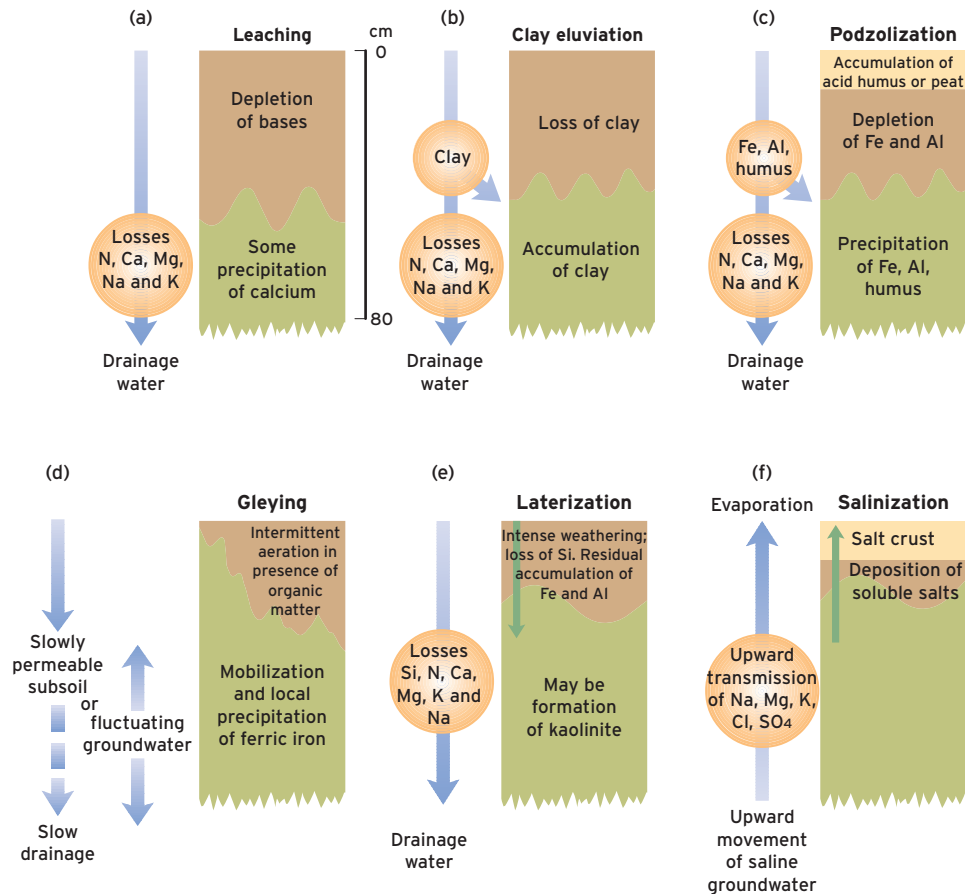 (a)
Leaching
Depletion
of bases
Losses
N, Ca, Mg,
Na and K
Some
precipitation
of calcium
Drainage
water
cm
0
80
(b)
Clay eluviation
Clay
Loss of clay
Losses
N, Ca, Mg,
Na and K
Accumulation
of clay
Drainage
water
(c)
Podzolization
Accumulation of
acid humus or peat
Fe, Al,
humus
Depletion
of Fe and Al
Losses
N, Ca, Mg,
Na and K
Precipitation
of Fe, Al,
humus
Drainage
water
(d)
Gleying
Intermittent
aeration in
presence of
organic
matter
Slowly
permeable
subsoil
or
fluctuating
groundwater
Mobilization
and local
precipitation
of ferric iron
Slow
drainage
(e)
Laterization
Intense weathering;
loss of Si. Residual
accumulation of
Fe and Al
Losses
Si, N, Ca,
Mg, K and
Na
May be
formation
of kaolinite
Drainage
water
(f)
Evaporation
Salinization
Salt crust
Deposition of
soluble salts
Upward
transmission
of Na, Mg, K,
Cl, SO4
Upward
movement
of saline
groundwater